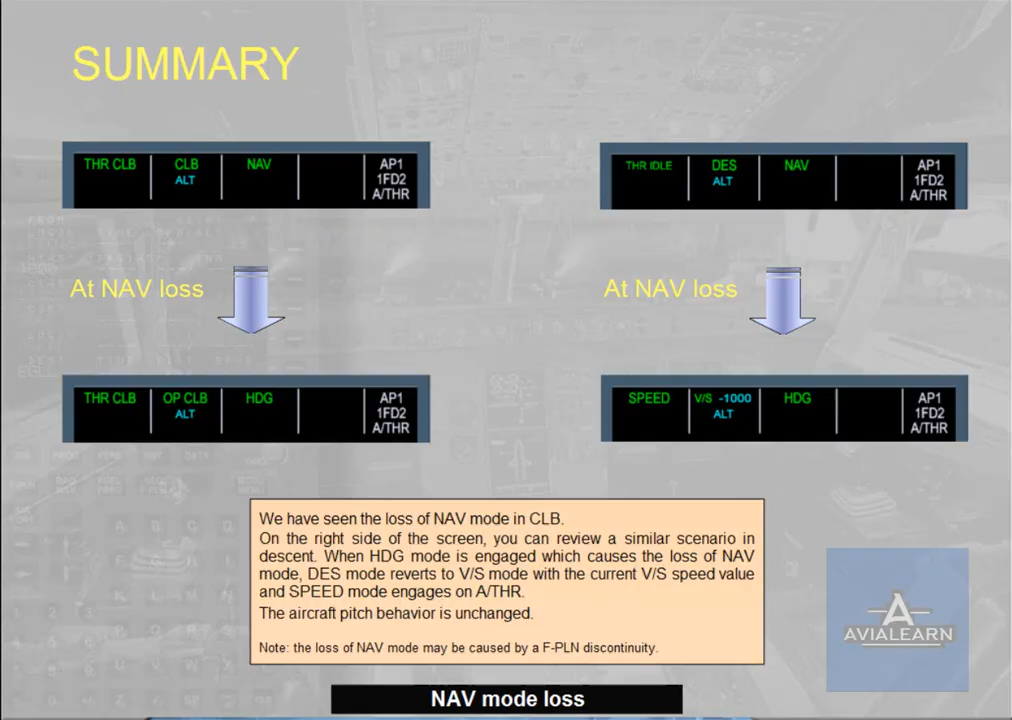 SUMMARY
THR CLB CLB NAV AP1
ALT 1FD2
A/THR
THR IDLE DES NAV AP1
ALT 1FD2
A/THR
At NAV loss
At NAV loss
THR CLB OP CLB HDG AP1
ALT 1FD2
A/THR
SPEED V/S -1000 HDG AP1
ALT 1FD2
A/THR
We have seen the loss of NAV mode in CLB.
On the right side of the screen, you can review a similar scenario in
descent. When HDG mode is engaged which causes the loss of NAV
mode, DES mode reverts to V/S mode with the current V/S speed value
and SPEED mode engages on A/THR.
The aircraft pitch behavior is unchanged.
Note: the loss of NAV mode may be caused by a F-PLN discontinuity.
AVIALEARN
NAV mode loss